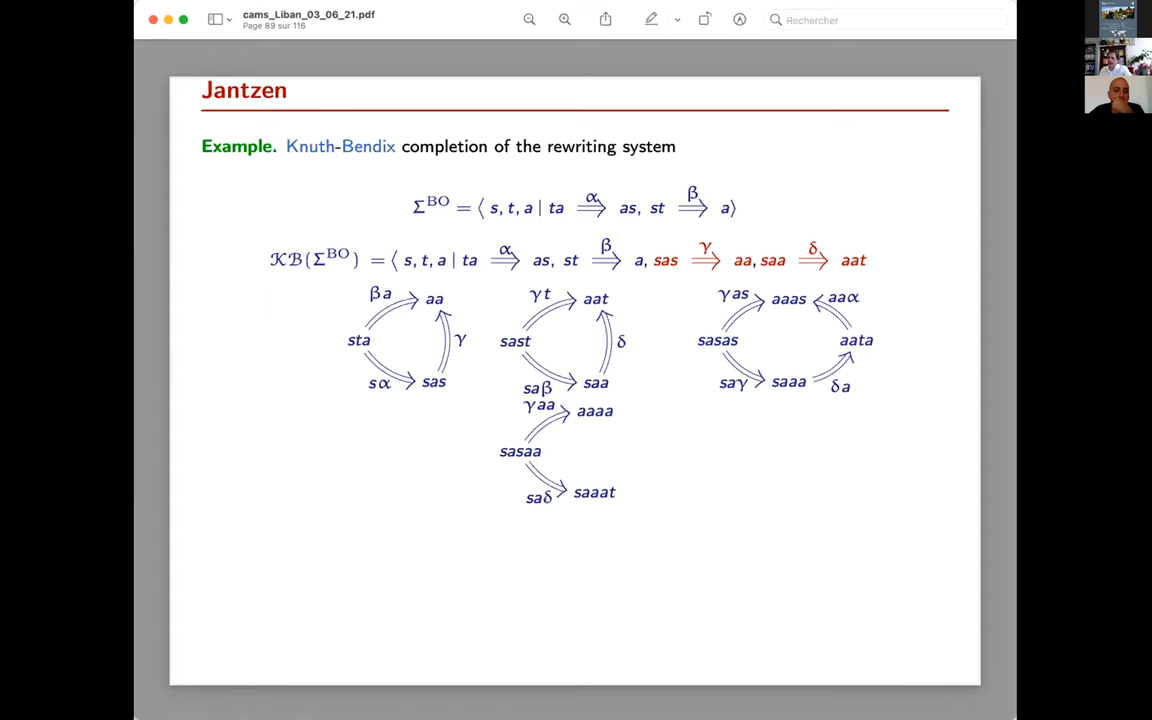 cams_Liban_03_06_21.pdf
Page 89 sur 116
Rechercher
Jantzen
Example. Knuth-Bendix completion of the rewriting system
Σ^BO = ⟨ s, t, a | ta ⇒^α as, st ⇒^β a⟩
𝒦ℬ(Σ^BO) = ⟨ s, t, a | ta ⇒^α as, st ⇒^β a, sas ⇒^γ aa, saa ⇒^δ aat
βa aa γt aat γas aaas aaα
sta γ sast δ sasas aata
sα sas saβ saa saγ saaa δa
γaa aaaa
sasaa
saδ saaat